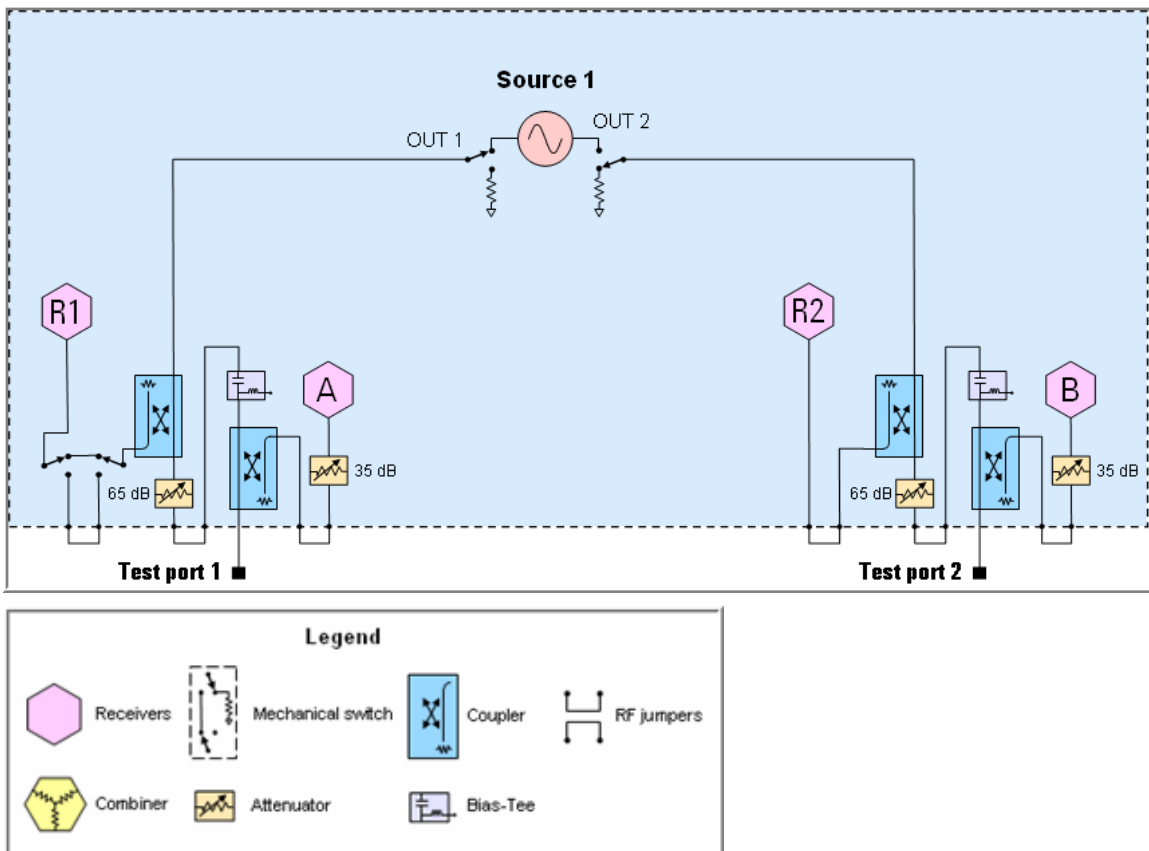 Source 1
OUT 1
OUT 2
R1
R2
A
B
35 dB
35 dB
65 dB
65 dB
Test port 1
Test port 2
Legend
Receivers
Mechanical switch
Coupler
RF jumpers
Combiner
Attenuator
Bias-Tee